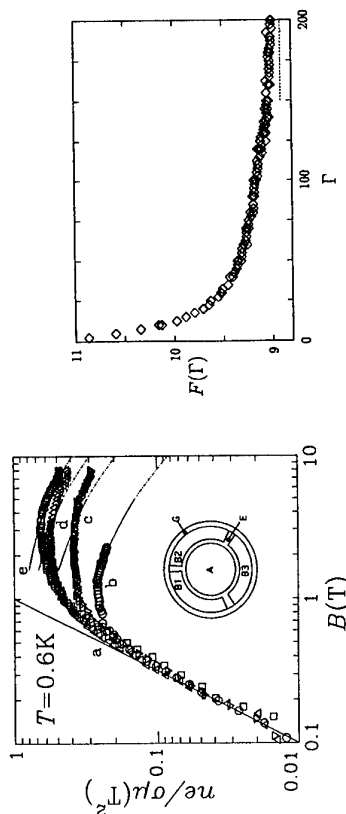 11
10
9
F(Γ)
0
100
200
Γ
1
0.1
0.01
ne/σμ(T²)
T=0.6K
a
b
c
d
e
A
B1
B2
B3
G
E
0.1
1
10
B(T)